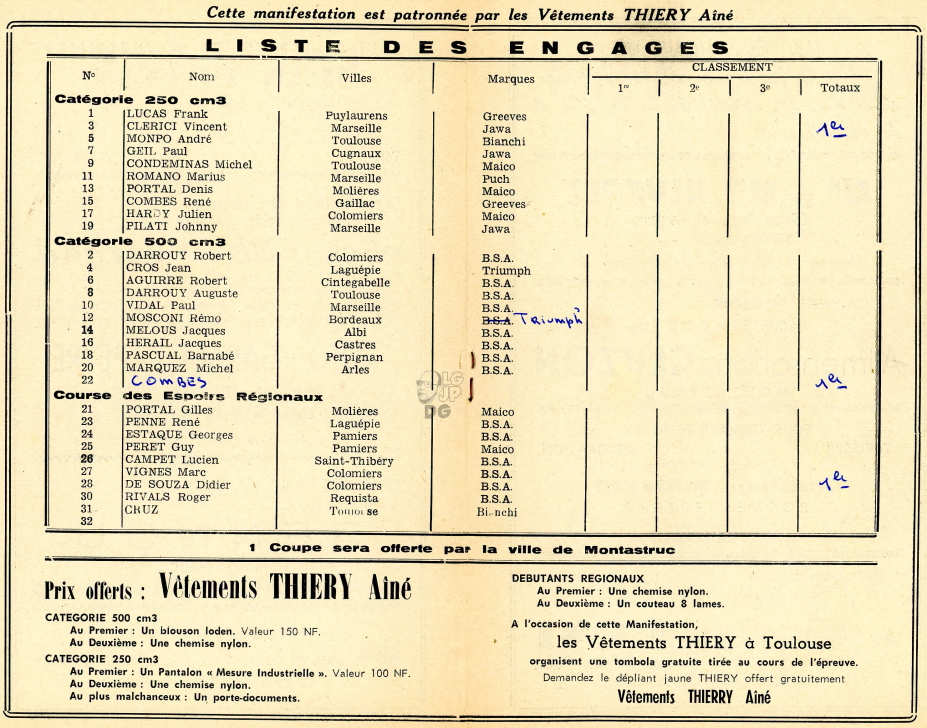 Cette manifestation est patronnée par les Vêtements THIERY Aîné
LISTE DES ENGAGES
N° Nom Villes Marques CLASSEMENT
1re 2e 3e Totaux
Catégorie 250 cm3
1 LUCAS Frank Puylaurens Greeves
3 CLERICI Vincent Marseille Jawa 1er
5 MONPO André Toulouse Bianchi
7 GEIL Paul Cugnaux Jawa
9 CONDEMINAS Michel Toulouse Maico
11 ROMANO Marius Marseille Puch
13 PORTAL Denis Molières Maico
15 COMBES René Gaillac Greeves
17 HARDY Julien Colomiers Maico
19 PILATI Johnny Marseille Jawa
Catégorie 500 cm3
2 DARROUY Robert Colomiers B.S.A.
4 CROS Jean Laguépie Triumph
6 AGUIRRE Robert Cintegabelle B.S.A.
8 DARROUY Auguste Toulouse B.S.A.
10 VIDAL Paul Marseille B.S.A.
12 MOSCONI Rémo Bordeaux B.S.A. Triumph
14 MELOUS Jacques Albi B.S.A.
16 HERAIL Jacques Castres B.S.A.
18 PASCUAL Barnabé Perpignan B.S.A.
20 MARQUEZ Michel Arles B.S.A.
22 COMBES 1er
Course des Espoirs Régionaux
21 PORTAL Gilles Molières Maico
23 PENNE René Laguépie B.S.A.
24 ESTAQUE Georges Pamiers B.S.A.
25 PERET Guy Pamiers Maico
26 CAMPET Lucien Saint-Thibéry B.S.A.
27 VIGNES Marc Colomiers B.S.A.
28 DE SOUZA Didier Colomiers B.S.A. 1er
30 RIVALS Roger Requista B.S.A.
31 CRUZ Toulouse Bianchi
32
LG
JP
DG
1 Coupe sera offerte par la ville de Montastruc
Prix offerts : Vêtements THIERY Aîné
CATEGORIE 500 cm3
Au Premier : Un blouson loden. Valeur 150 NF.
Au Deuxième : Une chemise nylon.
CATEGORIE 250 cm3
Au Premier : Un Pantalon « Mesure Industrielle ». Valeur 100 NF.
Au Deuxième : Une chemise nylon.
Au plus malchanceux : Un porte-documents.
DEBUTANTS REGIONAUX
Au Premier : Une chemise nylon.
Au Deuxième : Un couteau 8 lames.
A l'occasion de cette Manifestation,
les Vêtements THIERY à Toulouse
organisent une tombola gratuite tirée au cours de l'épreuve.
Demandez le dépliant jaune THIERY offert gratuitement
Vêtements THIERRY Aîné